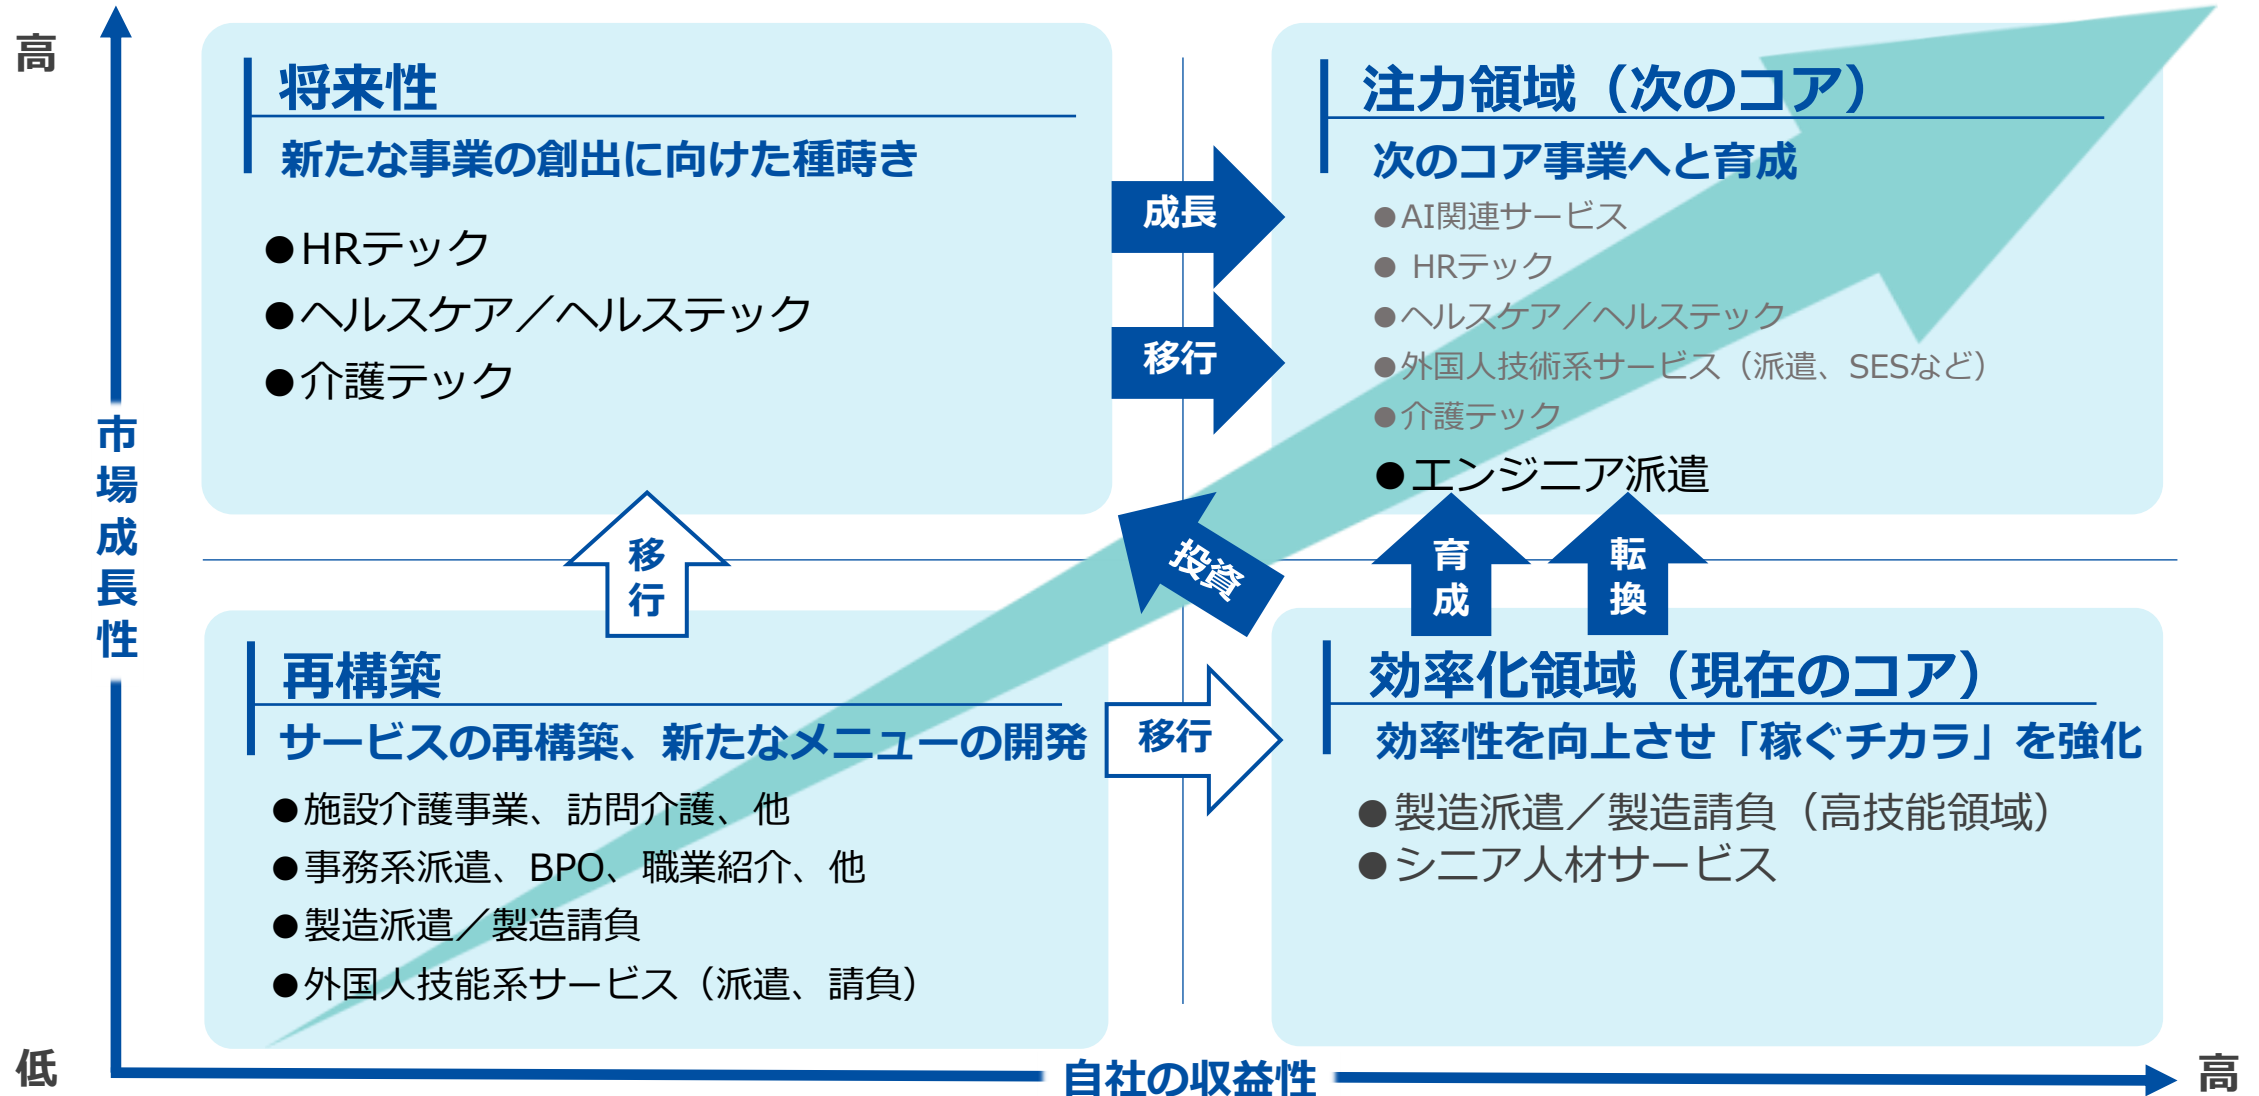 高
市場成長性
低
将来性
新たな事業の創出に向けた種蒔き
●HRテック
●ヘルスケア／ヘルステック
●介護テック
成長
移行
注力領域（次のコア）
次のコア事業へと育成
●AI関連サービス
● HRテック
●ヘルスケア／ヘルステック
●外国人技術系サービス（派遣、SESなど）
●介護テック
●エンジニア派遣
移行
投資
育成
転換
再構築
サービスの再構築、新たなメニューの開発
●施設介護事業、訪問介護、他
●事務系派遣、BPO、職業紹介、他
●製造派遣／製造請負
●外国人技能系サービス（派遣、請負）
移行
効率化領域（現在のコア）
効率性を向上させ「稼ぐチカラ」を強化
●製造派遣／製造請負（高技能領域）
●シニア人材サービス
自社の収益性
高